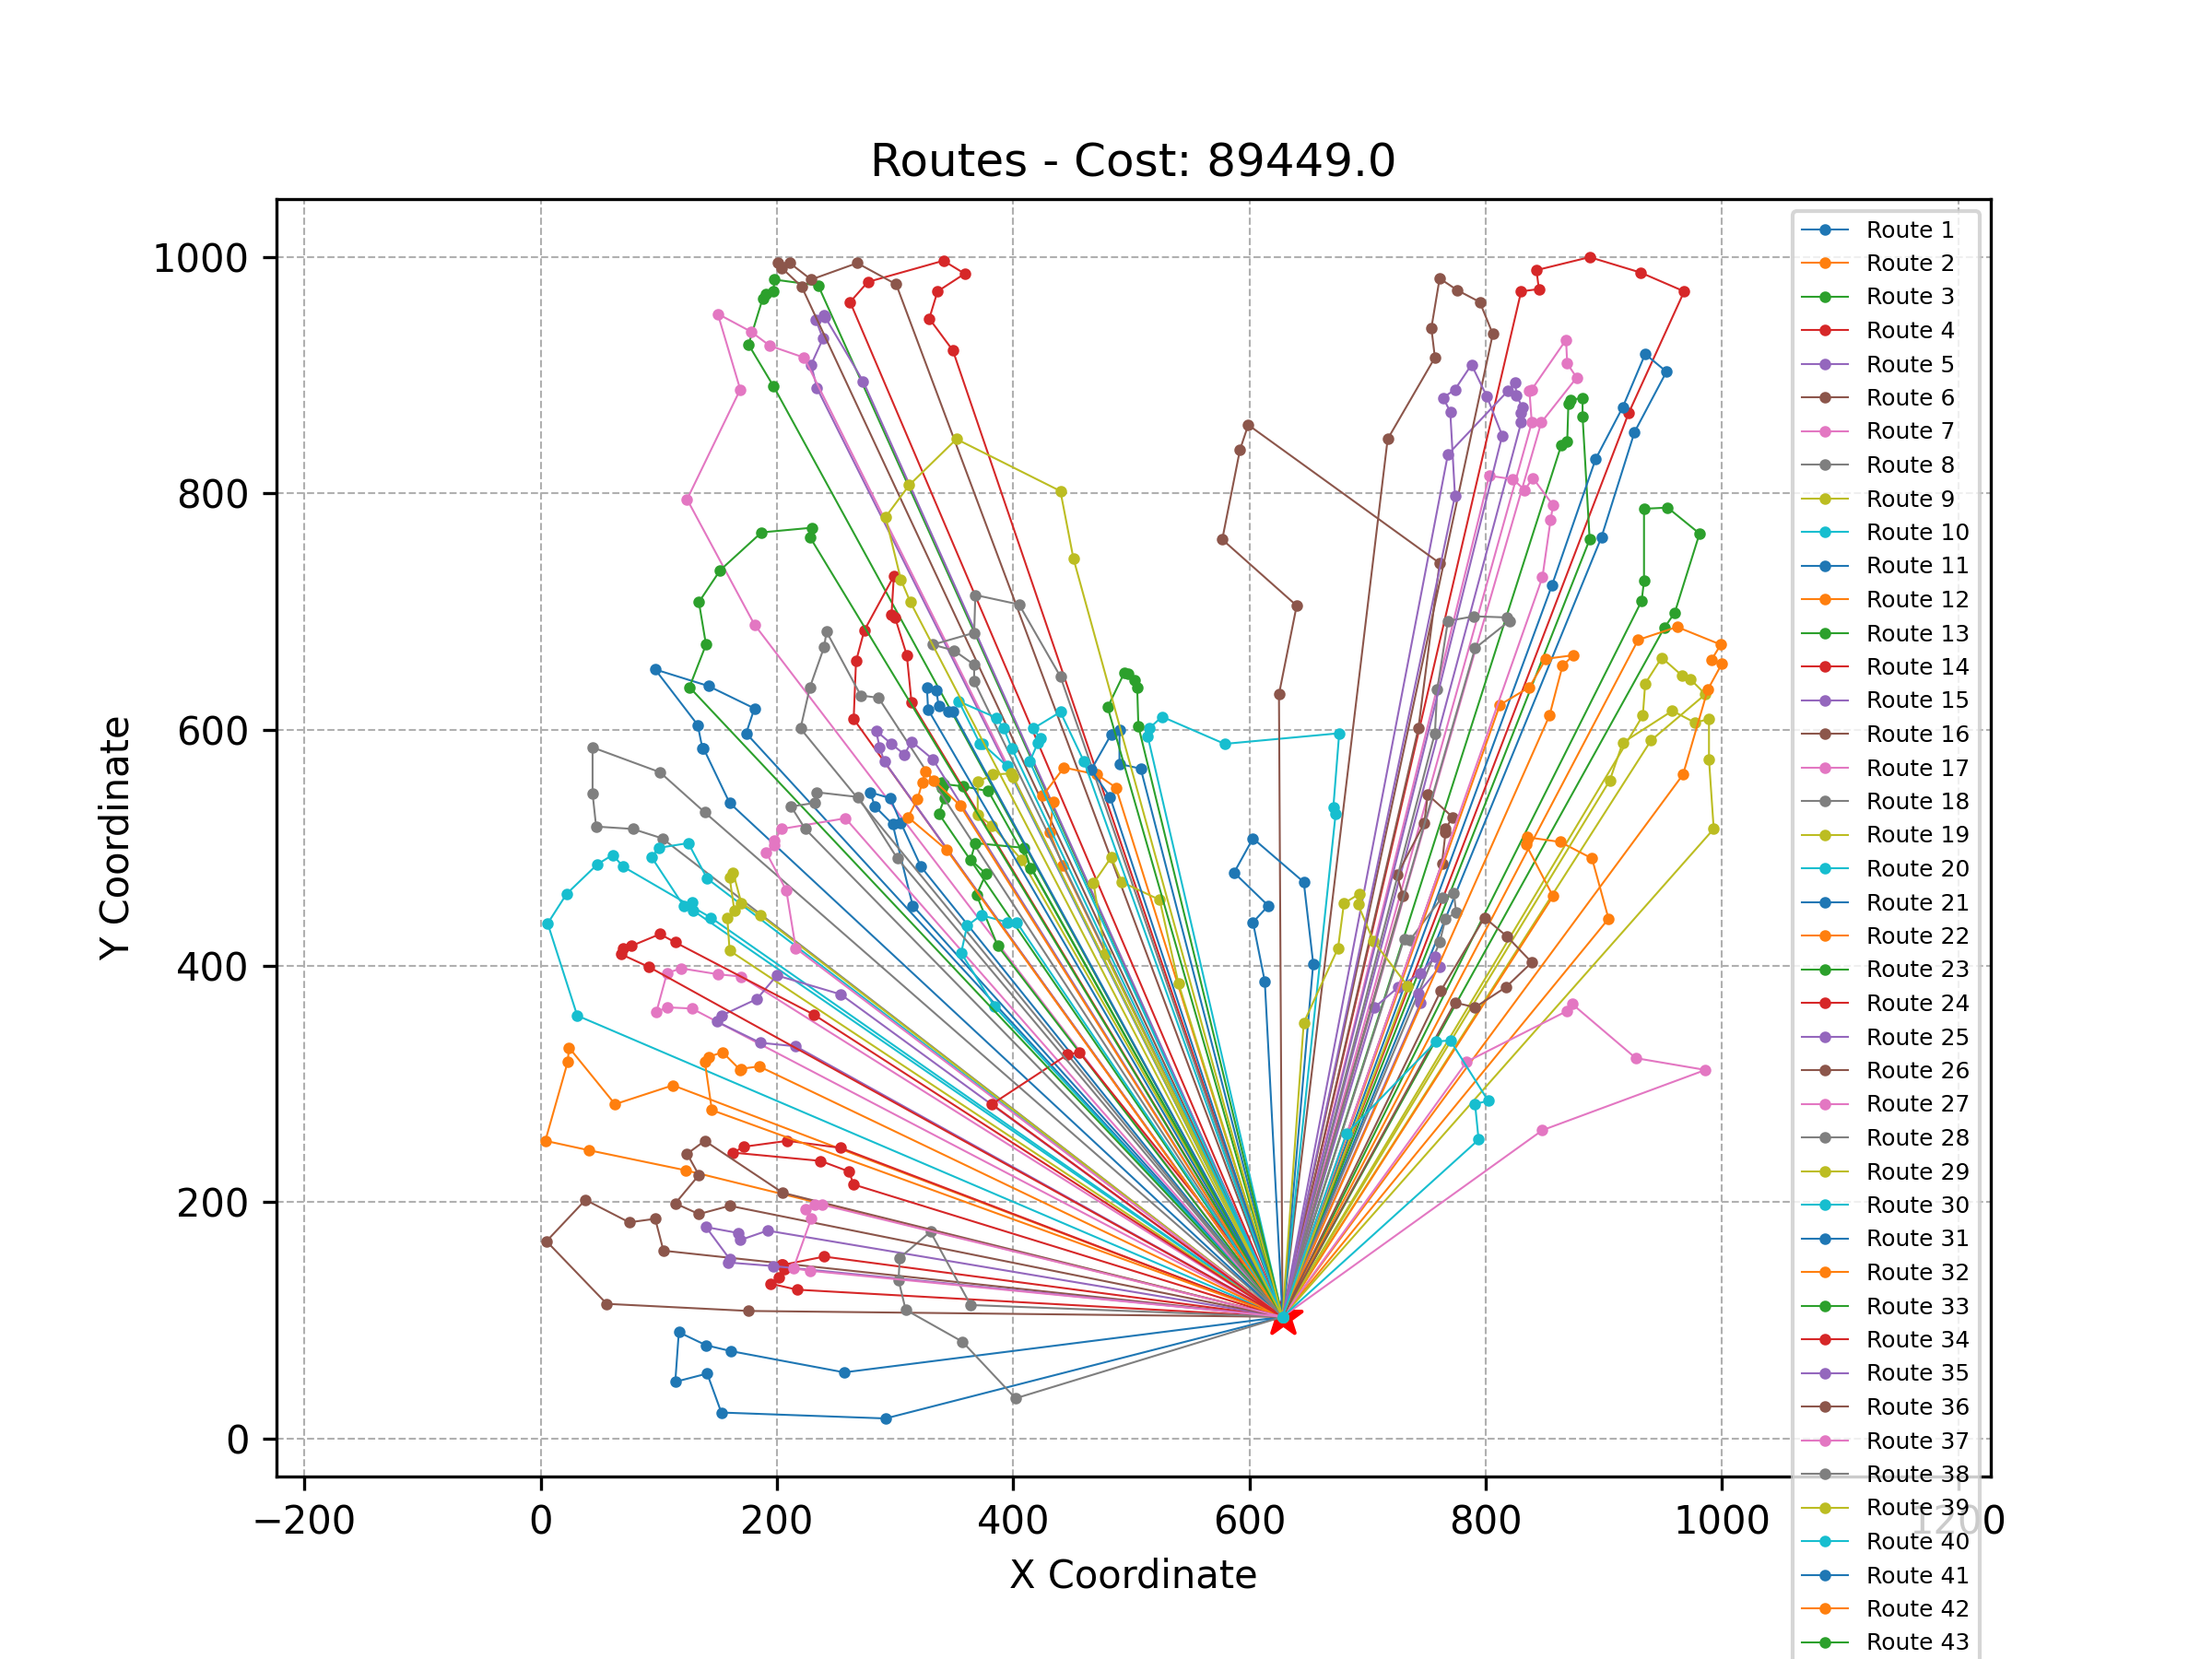 Routes - Cost: 89449.0
Y Coordinate
1000
800
600
400
200
0
−200 0 200 400 600 800 1000 1200
X Coordinate
Route 1
Route 2
Route 3
Route 4
Route 5
Route 6
Route 7
Route 8
Route 9
Route 10
Route 11
Route 12
Route 13
Route 14
Route 15
Route 16
Route 17
Route 18
Route 19
Route 20
Route 21
Route 22
Route 23
Route 24
Route 25
Route 26
Route 27
Route 28
Route 29
Route 30
Route 31
Route 32
Route 33
Route 34
Route 35
Route 36
Route 37
Route 38
Route 39
Route 40
Route 41
Route 42
Route 43